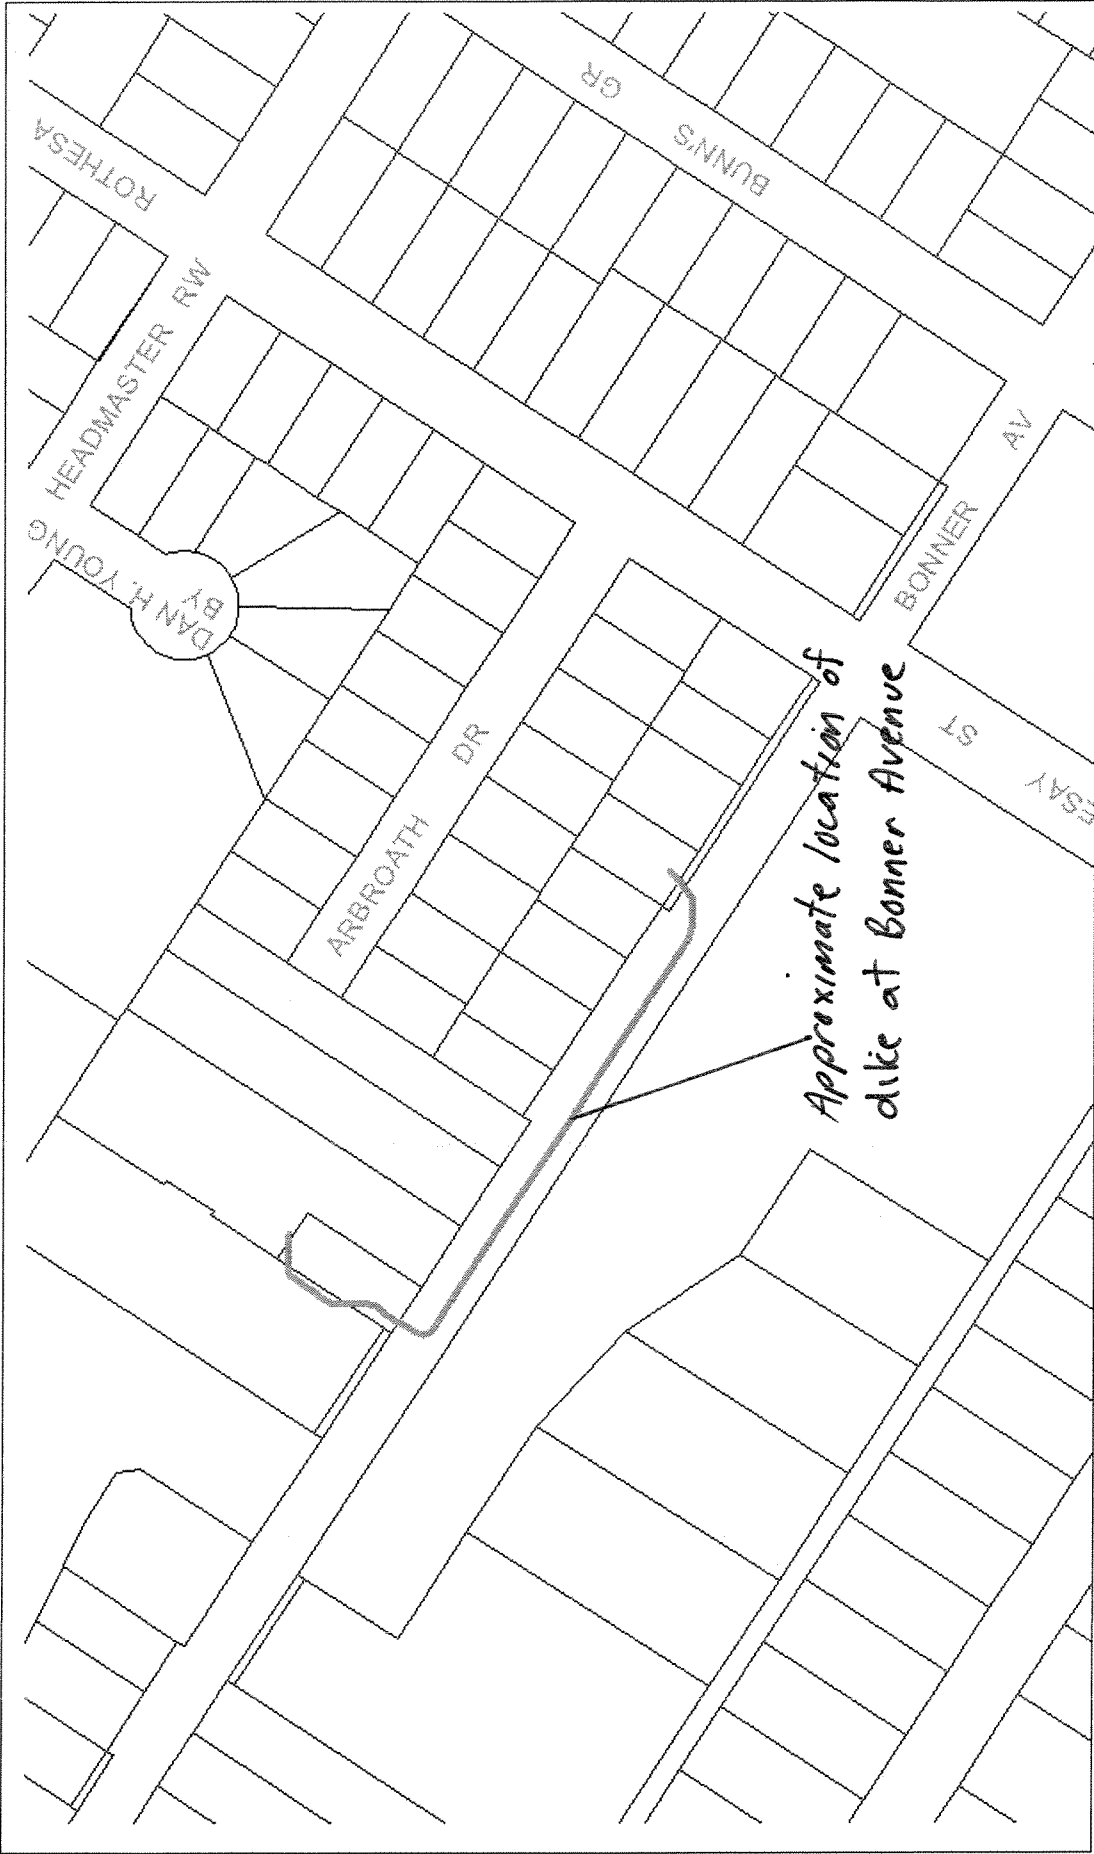 ROTHESA
GR
BUNN'S
HEADMASTER RW
DAN H. YOUNG
BY
ARBROATH DR
BONNER AV
ESAY ST
Approximate location of
dike at Bonner Avenue